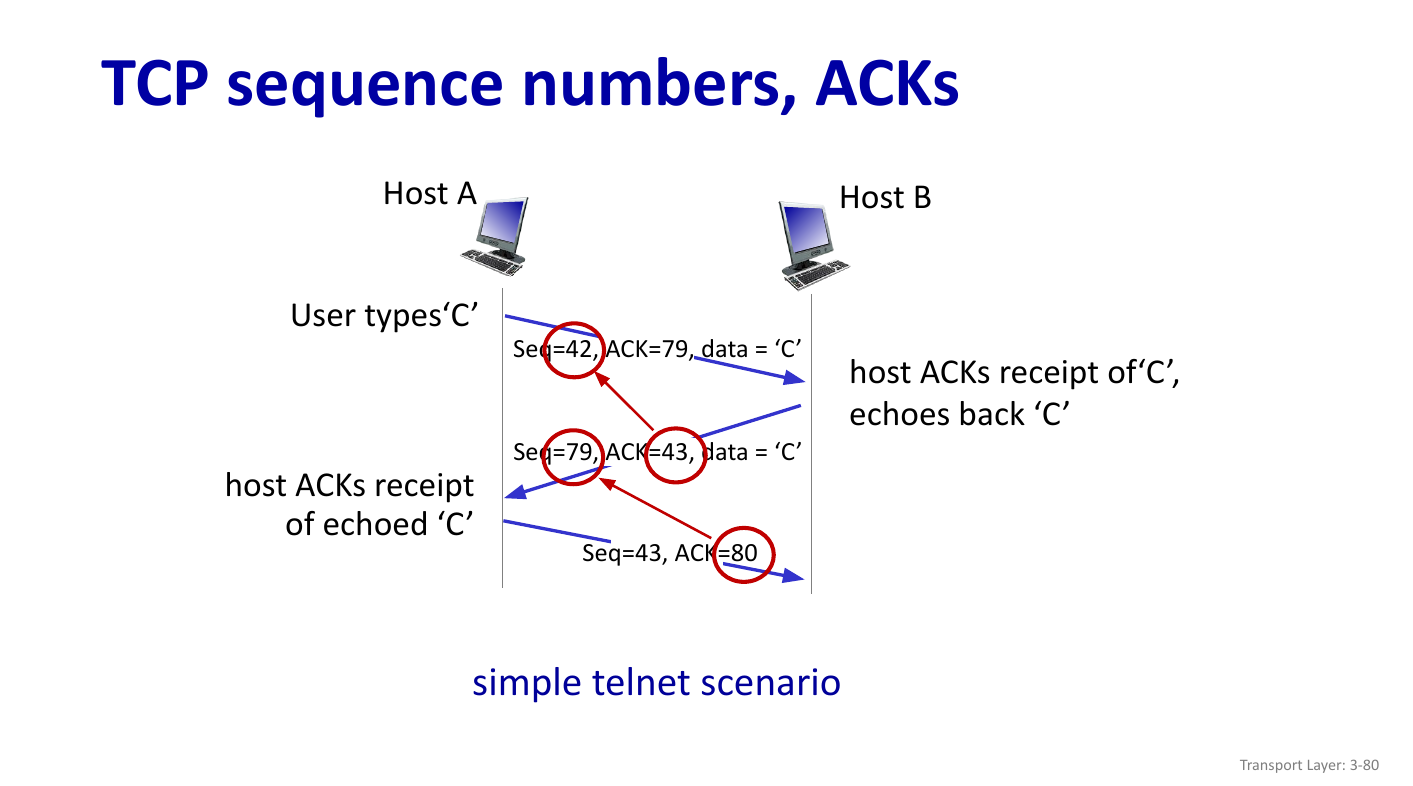 TCP sequence numbers, ACKs
Host A
Host B
User types‘C’
Seq=42, ACK=79, data = ‘C’
host ACKs receipt of‘C’,
echoes back ‘C’
Seq=79, ACK=43, data = ‘C’
host ACKs receipt
of echoed ‘C’
Seq=43, ACK=80
simple telnet scenario
Transport Layer: 3-80